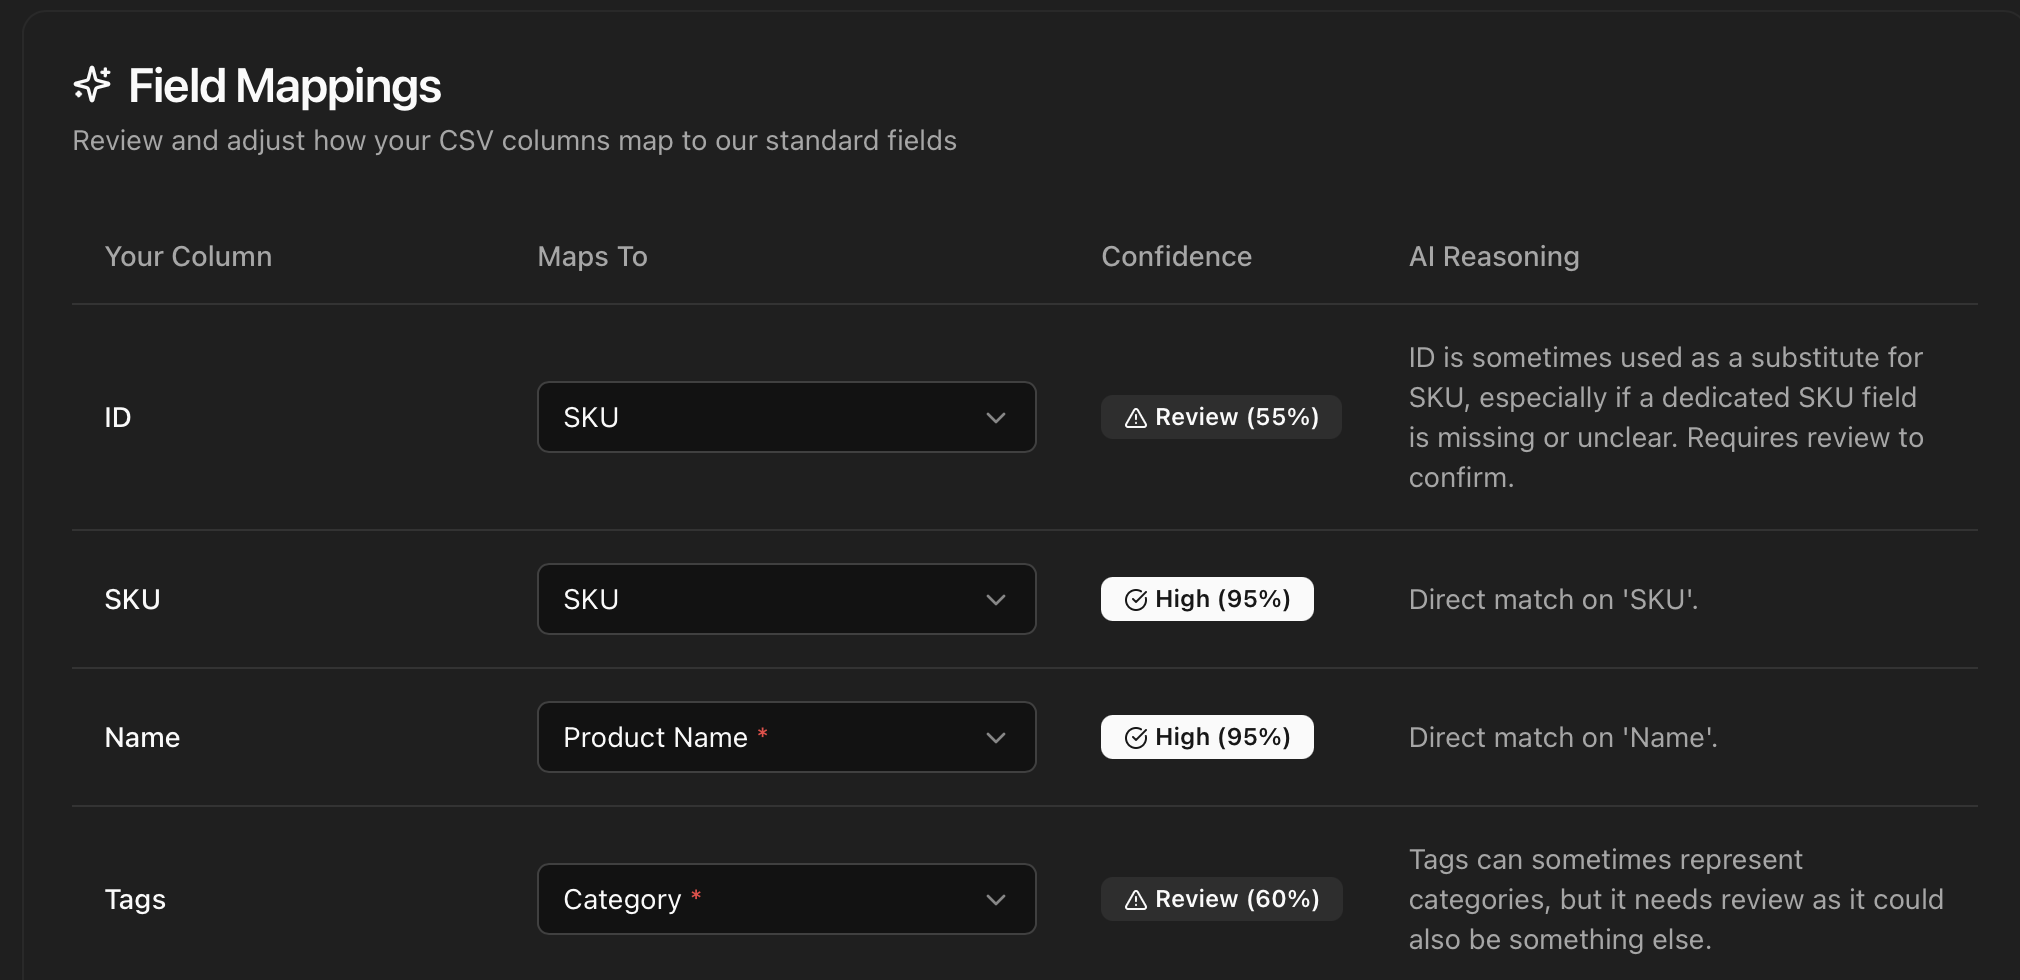 Field Mappings
Review and adjust how your CSV columns map to our standard fields
Your Column Maps To Confidence AI Reasoning
ID SKU Review (55%) ID is sometimes used as a substitute for
SKU, especially if a dedicated SKU field
is missing or unclear. Requires review to
confirm.
SKU SKU High (95%) Direct match on 'SKU'.
Name Product Name * High (95%) Direct match on 'Name'.
Tags Category * Review (60%) Tags can sometimes represent
categories, but it needs review as it could
also be something else.